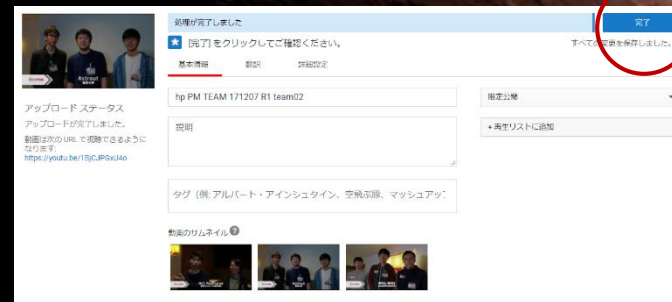 処理が完了しました
完了
[完了] をクリックしてご確認ください。
すべての変更を保存しました。
基本情報
翻訳
詳細設定
hp PM TEAM 171207 R1 team02
限定公開
説明
+ 再生リストに追加
アップロード ステータス
アップロードが完了しました。
動画は次の URL で視聴できるように
なります:
タグ (例: アルバート・アインシュタイン、空飛ぶ豚、マッシュアップ
動画のサムネイル